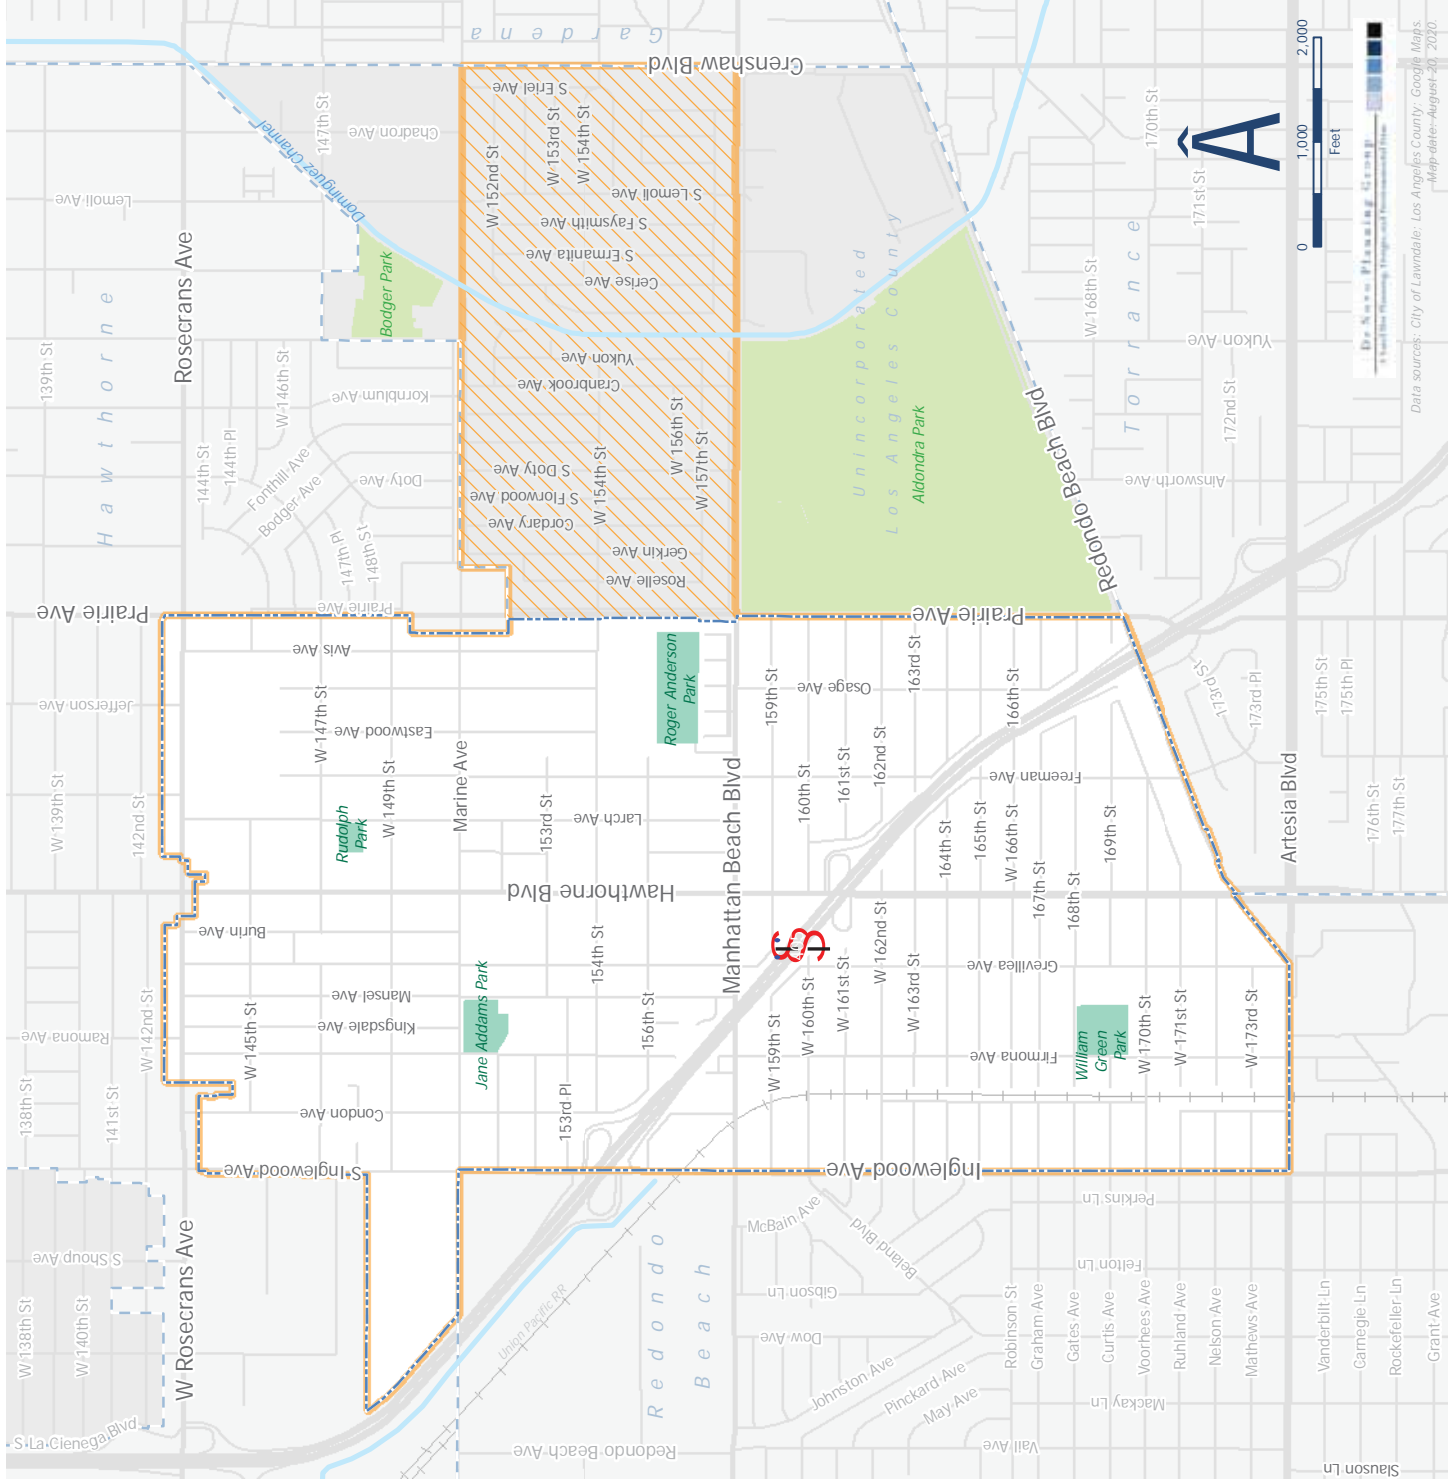 Gardena
Crenshaw Blvd
S Eriel Ave
W 153rd St
W 154th St
W 152nd St
147th St
Chadron Ave
Dominguez Channel
Lemoli Ave
S Lemoli Ave
S Faysmith Ave
S Ermanita Ave
Cerise Ave
Rosecrans Ave
Bodger Park
Hawthorne
139th St
W 146th St
Kornblum Ave
144th St
144th Pl
Fonthill Ave
Bodger Ave
Doty Ave
147th Pl
148th St
Yukon Ave
Cranbrook Ave
W 156th St
W 157th St
S Doty Ave
S Florwood Ave
W 154th St
Cordary Ave
Gerkin Ave
Roselle Ave
Unincorporated
Los Angeles County
Aldondra Park
Redondo Beach Blvd
170th St
171st St
Torrance
W 168th St
Yukon Ave
172nd St
Ainsworth Ave
0
1,000
2,000
Feet
De Novo Planning Group
Data sources: City of Lawndale; Los Angeles County; Google Maps.
Map date: August 20, 2020.
Prairie Ave
Prairie Ave
Prairie Ave
Avis Ave
Jefferson Ave
W 147th St
Eastwood Ave
Marine Ave
W 149th St
Rudolph
Park
W 139th St
142nd St
Roger Anderson
Park
153rd St
Larch Ave
Manhattan Beach Blvd
Hawthorne Blvd
159th St
Osage Ave
163rd St
166th St
160th St
161st St
162nd St
Freeman Ave
164th St
165th St
W 166th St
169th St
167th St
168th St
173rd St
173rd Pl
175th St
175th Pl
Artesia Blvd
176th St
177th St
Burin Ave
154th St
Mansel Ave
Kingsdale Ave
Jane Addams Park
W 145th St
156th St
W 142nd St
Ramona Ave
138th St
141st St
Condon Ave
153rd Pl
S Inglewood Ave
W 159th St
W 160th St
W 161st St
W 162nd St
W 163rd St
Grevillea Ave
Firmona Ave
William
Green
Park
W 170th St
W 171st St
W 173rd St
Inglewood Ave
Perkins Ln
S Shoup Ave
W 138th St
W 140th St
W Rosecrans Ave
S La Cienega Blvd
Union Pacific RR
Redondo
Beach
Redondo Beach Ave
McBain Ave
Beland Blvd
Gibson Ln
Dow Ave
Johnston Ave
Pinckard Ave
May Ave
Felton Ln
Robinson St
Graham Ave
Gates Ave
Curtis Ave
Voorhees Ave
Ruhland Ave
Nelson Ave
Mathews Ave
Mackay Ln
Vail Ave
Vanderbilt Ln
Carnegie Ln
Rockefeller Ln
Grant Ave
Slauson Ln